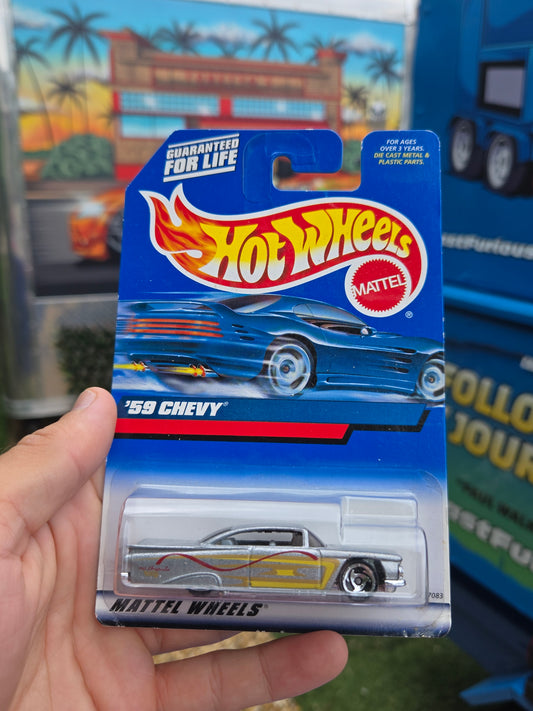 GUARANTEED
FOR LIFE
FOR AGES
OVER 3 YEARS.
DIE CAST METAL &
PLASTIC PARTS.
HOT WHEELS
MATTEL
®
'59 CHEVY®
MATTEL WHEELS®
7083
FOLLO
JOUR